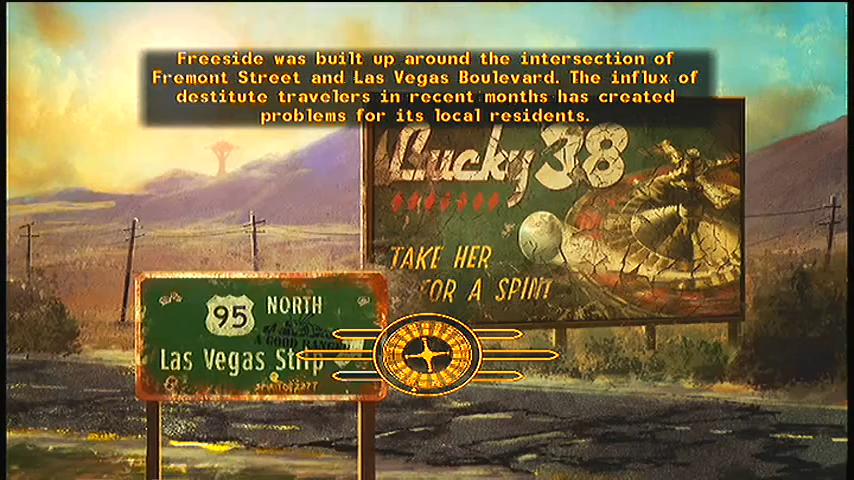 Freeside was built up around the intersection of
Fremont Street and Las Vegas Boulevard. The influx of
destitute travelers in recent months has created
problems for its local residents.
Lucky 38
TAKE HER
FOR A SPIN!
95 NORTH
A GOOD RANGER
Las Vegas Strip